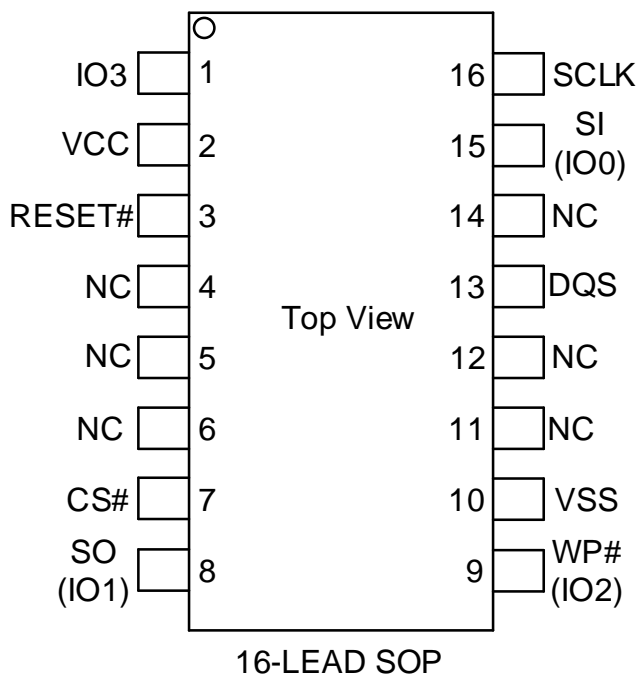 IO3 1 16 SCLK
VCC 2 15 SI (IO0)
RESET# 3 14 NC
NC 4 13 DQS
Top View
NC 5 12 NC
NC 6 11 NC
CS# 7 10 VSS
SO (IO1) 8 9 WP# (IO2)
16-LEAD SOP